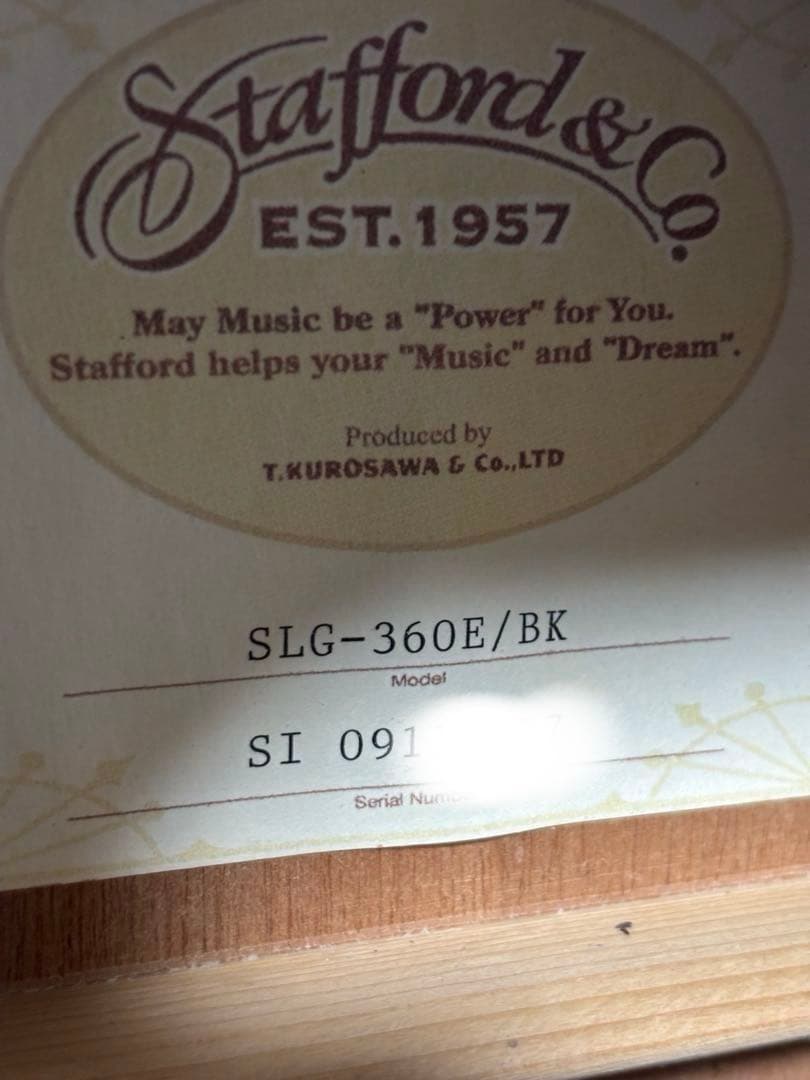 Stafford & Co.
EST. 1957
May Music be a "Power" for You.
Stafford helps your "Music" and "Dream".
Produced by
T.KUROSAWA & Co.,LTD
SLG-360E/BK
Model
SI 091
Serial